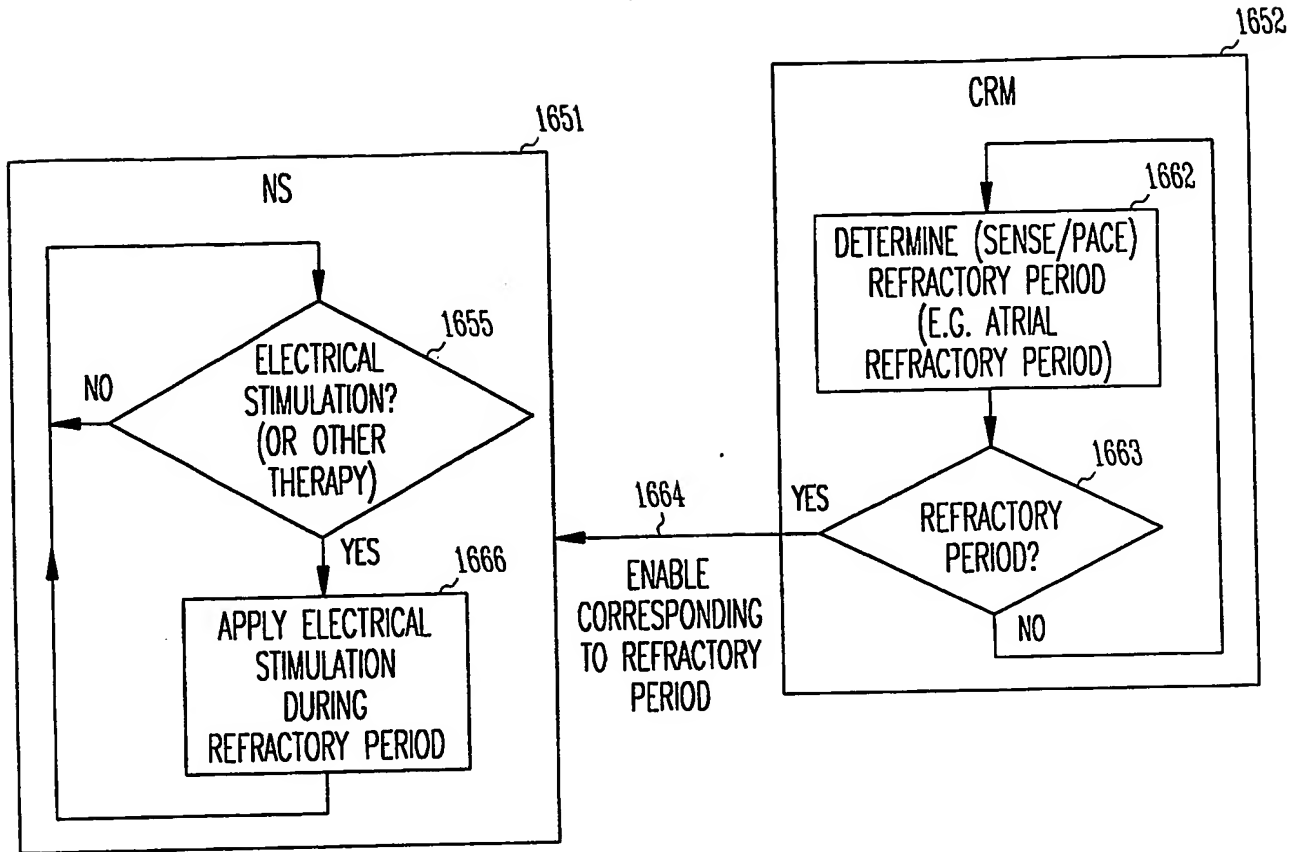 1652
CRM
1651
NS
1662
DETERMINE (SENSE/PACE)
REFRACTORY PERIOD
(E.G. ATRIAL
REFRACTORY PERIOD)
1655
ELECTRICAL
STIMULATION?
(OR OTHER
THERAPY)
NO
YES
1666
APPLY ELECTRICAL
STIMULATION
DURING
REFRACTORY PERIOD
1664
ENABLE
CORRESPONDING
TO REFRACTORY
PERIOD
1663
YES
REFRACTORY
PERIOD?
NO